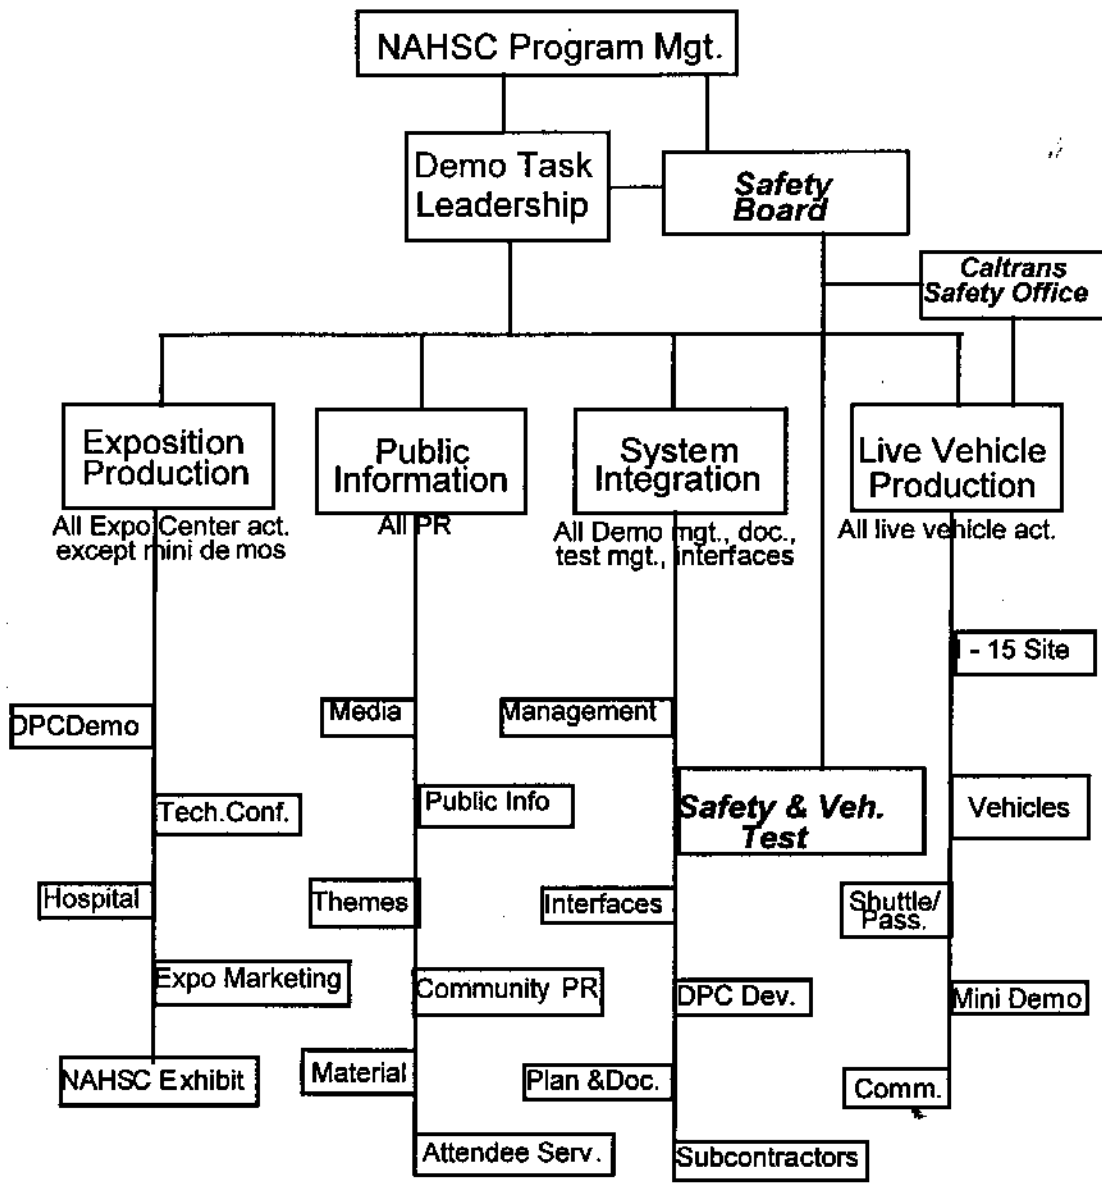 NAHSC Program Mgt.
Demo Task
Leadership
Safety
Board
Caltrans
Safety Office
Exposition
Production
All Expo Center act.
except mini de mos
Public
Information
All PR
System
Integration
All Demo mgt., doc.,
test mgt., interfaces
Live Vehicle
Production
All live vehicle act.
I - 15 Site
DPCDemo
Media
Management
Tech.Conf.
Public Info
Safety & Veh.
Test
Vehicles
Hospital
Themes
Interfaces
Shuttle/
Pass.
Expo Marketing
Community PR
DPC Dev.
Mini Demo
NAHSC Exhibit
Material
Plan &Doc.
Comm.
Attendee Serv.
Subcontractors